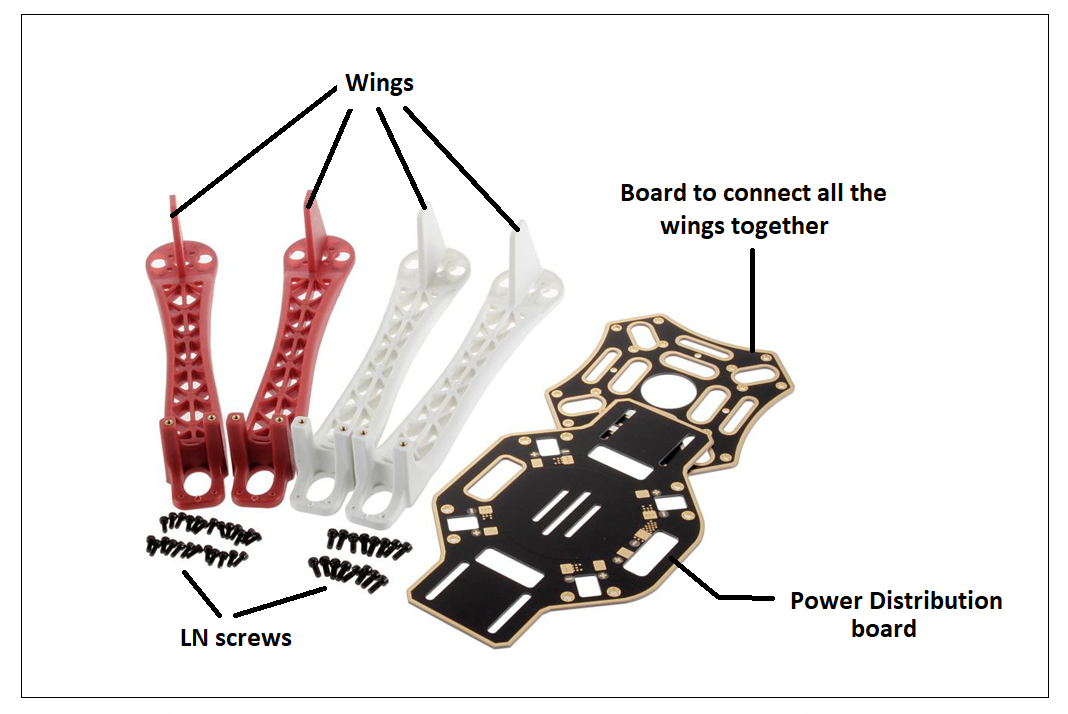 Wings
Board to connect all the
wings together
Power Distribution
board
LN screws